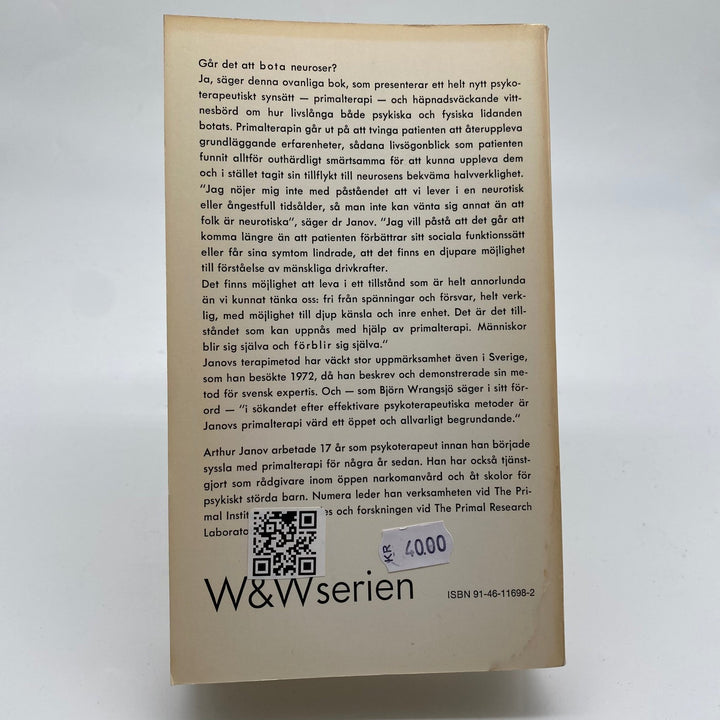 Går det att bota neuroser?
Ja, säger denna ovanliga bok, som presenterar ett helt nytt psyko-
terapeutiskt synsätt — primalterapi — och häpnadsväckande vitt-
nesbörd om hur livslånga både psykiska och fysiska lidanden
botats. Primalterapin går ut på att tvinga patienten att återuppleva
grundläggande erfarenheter, sådana livsögonblick som patienten
funnit alltför outhärdligt smärtsamma för att kunna uppleva dem
och i stället tagit sin tillflykt till neurosens bekväma halvverklighet.
"Jag nöjer mig inte med påståendet att vi lever i en neurotisk
eller ångestfull tidsålder, så man inte kan vänta sig annat än att
folk är neurotiska", säger dr Janov. "Jag vill påstå att det går att
komma längre än att patienten förbättrar sitt sociala funktionssätt
eller får sina symtom lindrade, att det finns en djupare möjlighet
till förståelse av mänskliga drivkrafter.
Det finns möjlighet att leva i ett tillstånd som är helt annorlunda
än vi kunnat tänka oss: fri från spänningar och försvar, helt verk-
lig, med möjlighet till djup känsla och inre enhet. Det är det till-
ståndet som kan uppnås med hjälp av primalterapi. Människor
blir sig själva och förblir sig själva."
Janovs terapimetod har väckt stor uppmärksamhet även i Sverige,
som han besökte 1972, då han beskrev och demonstrerade sin me-
tod för svensk expertis. Och — som Björn Wrangsjö säger i sitt för-
ord — "i sökandet efter effektivare psykoterapeutiska metoder är
Janovs primalterapi värd ett öppet och allvarligt begrundande."
Arthur Janov arbetade 17 år som psykoterapeut innan han började
syssla med primalterapi för några år sedan. Han har också tjänst-
gjort som rådgivare inom öppen narkomanvård och åt skolor för
psykiskt störda barn. Numera leder han verksamheten vid The Pri-
mal Instit es och forskningen vid The Primal Research
Laborato
KR 40.00
W&Wserien
ISBN 91-46-11698-2